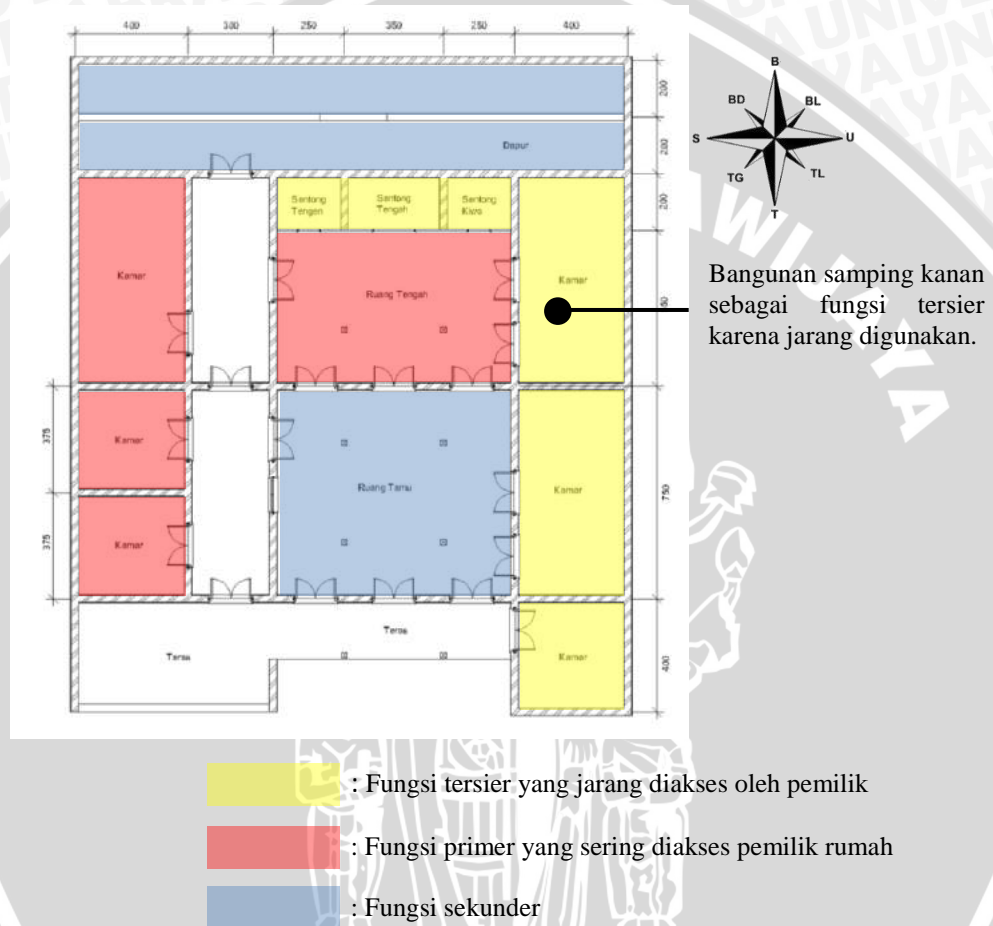 400 300 250 350 250 400
200
200
Dapur
200
Sentong
Tengen
Sentong
Tengah
Sentong
Kiwo
Kamar
Ruang Tengah
Kamar
375
Kamar
Ruang Tamu
Kamar
750
375
Kamar
Teras
Teras
Kamar
400
B
BD
BL
S
U
TG
TL
T
Bangunan samping kanan
sebagai fungsi tersier
karena jarang digunakan.
: Fungsi tersier yang jarang diakses oleh pemilik
: Fungsi primer yang sering diakses pemilik rumah
: Fungsi sekunder